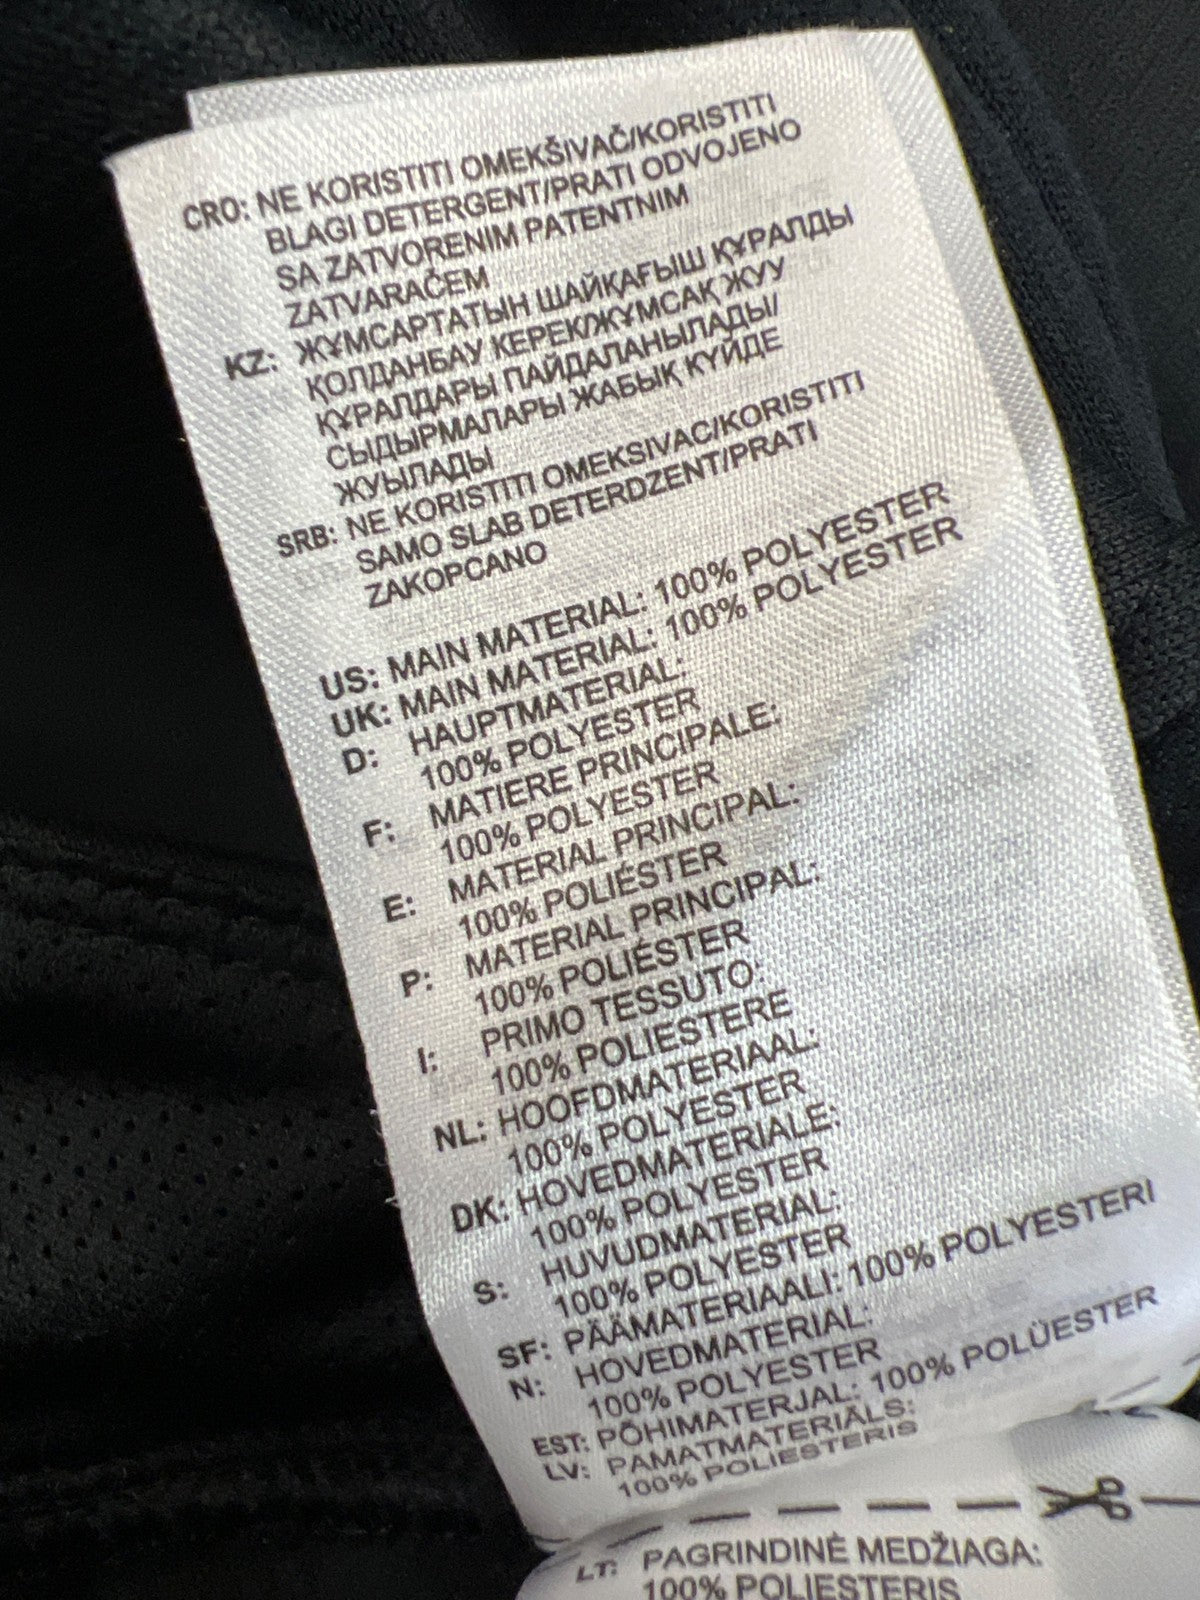 CRO: NE KORISTITI OMEKŠIVAČ/KORISTITI
BLAGI DETERGENT/PRATI ODVOJENO
SA ZATVORENIM PATENTNIM
ZATVARAČEM
KZ: ЖҰМСАРТАТЫН ШАЙҚАҒЫШ ҚҰРАЛДЫ
ҚОЛДАНБАУ КЕРЕК/ЖҰМСАҚ ЖУУ
ҚҰРАЛДАРЫ ПАЙДАЛАНЫЛАДЫ/
СЫДЫРМАЛАРЫ ЖАБЫҚ КҮЙДЕ
ЖУЫЛАДЫ
SRB: NE KORISTITI OMEKSIVAC/KORISTITI
SAMO SLAB DETERDZENT/PRATI
ZAKOPCANO
US: MAIN MATERIAL: 100% POLYESTER
UK: MAIN MATERIAL: 100% POLYESTER
D: HAUPTMATERIAL:
100% POLYESTER
F: MATIERE PRINCIPALE:
100% POLYESTER
E: MATERIAL PRINCIPAL:
100% POLIÉSTER
P: MATERIAL PRINCIPAL:
100% POLIÉSTER
I: PRIMO TESSUTO:
100% POLIESTERE
NL: HOOFDMATERIAAL:
100% POLYESTER
DK: HOVEDMATERIALE:
100% POLYESTER
S: HUVUDMATERIAL:
100% POLYESTER
SF: PÄÄMATERIAALI: 100% POLYESTERI
N: HOVEDMATERIAL:
100% POLYESTER
EST: PÕHIMATERJAL: 100% POLÜESTER
LV: PAMATMATERIĀLS:
100% POLIESTERIS
LT: PAGRINDINĖ MEDŽIAGA:
100% POLIESTERIS